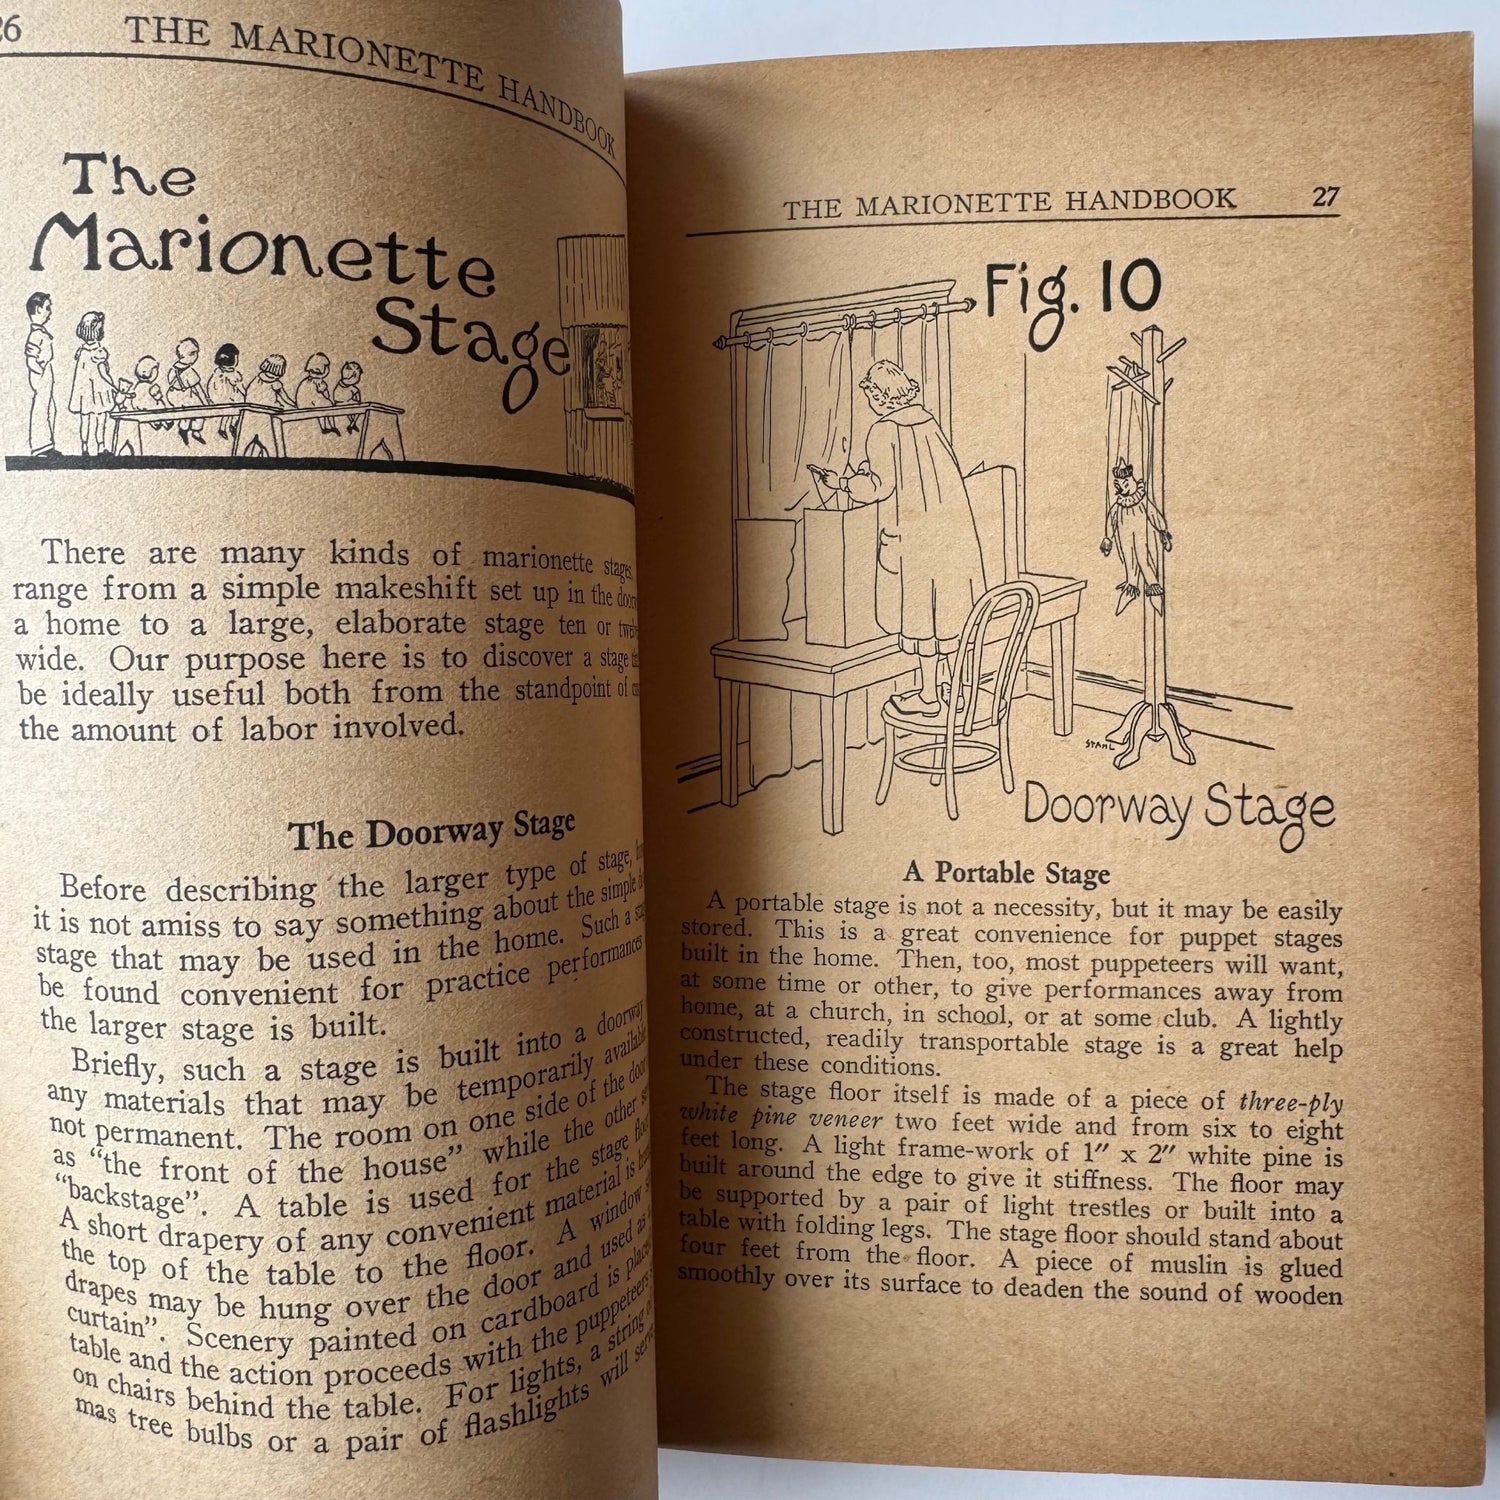 26 THE MARIONETTE HANDBOOK
The
Marionette
Stage
There are many kinds of marionette stages,
range from a simple makeshift set up in the
a home to a large, elaborate stage ten or
wide. Our purpose here is to discover a stage
be ideally useful both from the standpoint of
the amount of labor involved.
The Doorway Stage
Before describing the larger type of stage,
it is not amiss to say something about the simple
stage that may be used in the home. Such a
be found convenient for practice performances
the larger stage is built.
Briefly, such a stage is built into a doorway
any materials that may be temporarily available
not permanent. The room on one side of the door
as "the front of the house" while the other
"backstage". A table is used for the stage
A short drapery of any convenient material is
the top of the table to the floor. A window
drapes may be hung over the door and used as
curtain". Scenery painted on cardboard is
table and the action proceeds with the puppeteers
on chairs behind the table. For lights, a string
mas tree bulbs or a pair of flashlights will
THE MARIONETTE HANDBOOK 27
Fig. 10
STAHL
Doorway Stage
A Portable Stage
A portable stage is not a necessity, but it may be easily
stored. This is a great convenience for puppet stages
built in the home. Then, too, most puppeteers will want,
at some time or other, to give performances away from
home, at a church, in school, or at some club. A lightly
constructed, readily transportable stage is a great help
under these conditions.
The stage floor itself is made of a piece of three-ply
white pine veneer two feet wide and from six to eight
feet long. A light frame-work of 1" x 2" white pine is
built around the edge to give it stiffness. The floor may
be supported by a pair of light trestles or built into a
table with folding legs. The stage floor should stand about
four feet from the floor. A piece of muslin is glued
smoothly over its surface to deaden the sound of wooden